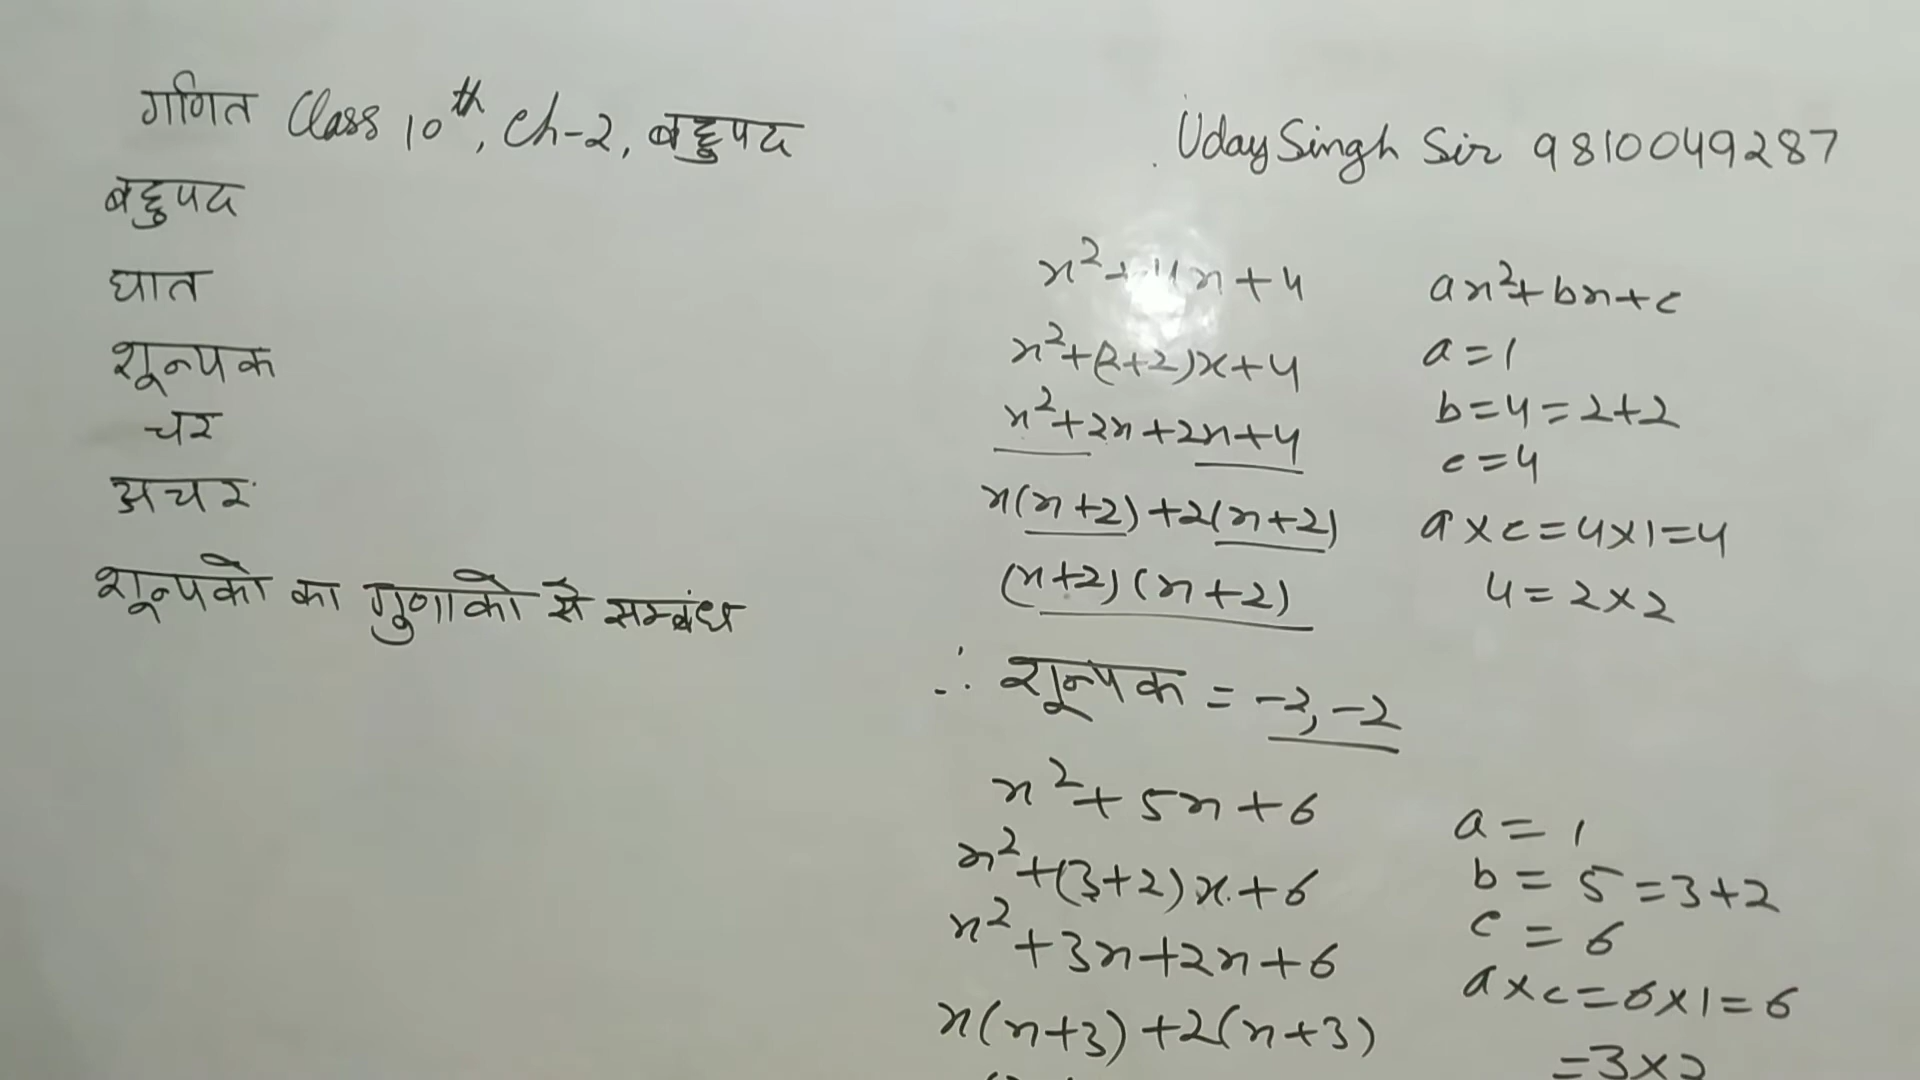 गणित Class 10th, Ch-2, बहुपद
Uday Singh Sir 9810049287
बहुपद
घात
शून्यक
चर
अचर
शून्यको का गुणाको से सम्बंध
x²+4x+4
x²+(2+2)x+4
x²+2x+2x+4
x(x+2)+2(x+2)
(x+2)(x+2)
∴ शून्यक = -2, -2
ax²+bx+c
a=1
b=4=2+2
c=4
a×c=4×1=4
4=2×2
x²+5x+6
x²+(3+2)x+6
x²+3x+2x+6
x(x+3)+2(x+3)
a=1
b=5=3+2
c=6
a×c=6×1=6
=3×2